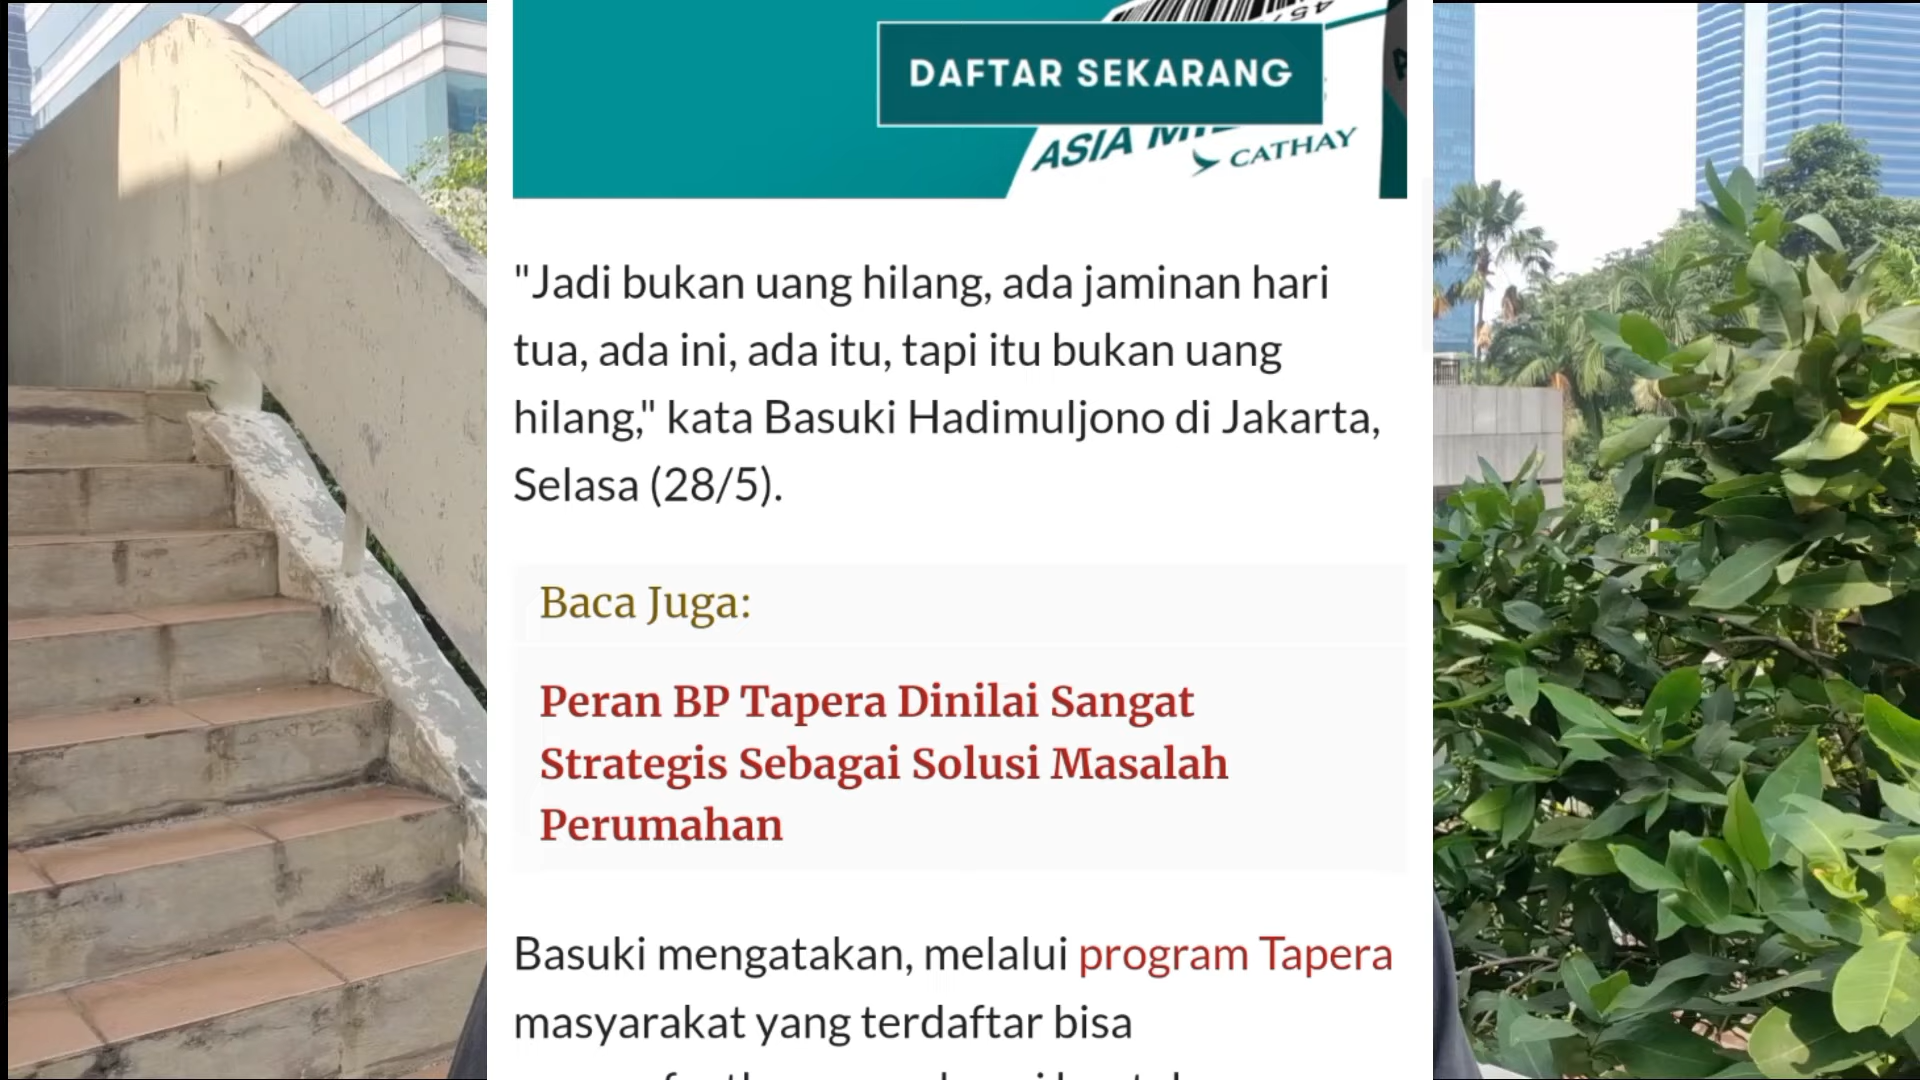 DAFTAR SEKARANG
ASIA
CATHAY
"Jadi bukan uang hilang, ada jaminan hari
tua, ada ini, ada itu, tapi itu bukan uang
hilang," kata Basuki Hadimuljono di Jakarta,
Selasa (28/5).
Baca Juga:
Peran BP Tapera Dinilai Sangat
Strategis Sebagai Solusi Masalah
Perumahan
Basuki mengatakan, melalui program Tapera
masyarakat yang terdaftar bisa